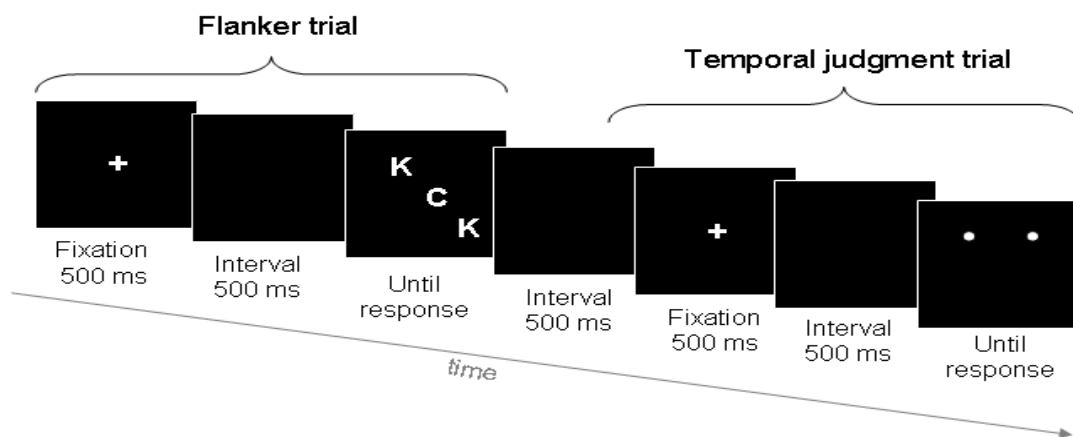 Flanker trial
Temporal judgment trial
+
K
C
K
+
Fixation
500 ms
Interval
500 ms
Until
response
Interval
500 ms
Fixation
500 ms
Interval
500 ms
Until
response
time